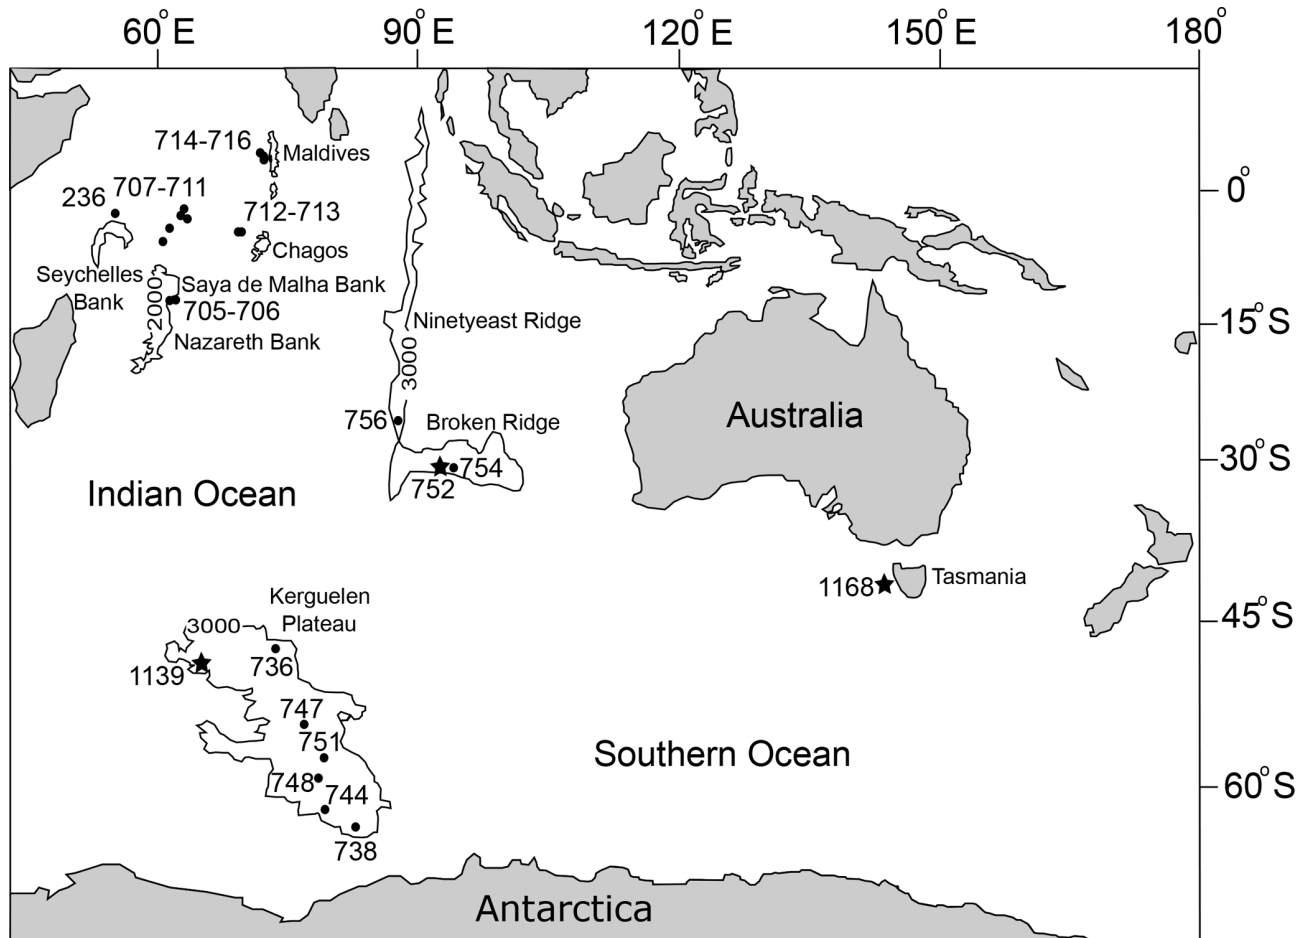 60°E
90°E
120°E
150°E
180°
714-716
Maldives
236
707-711
712-713
0°
Chagos
Seychelles
Bank
Saya de Malha Bank
2000
705-706
Nazareth Bank
Ninetyeast Ridge
15°S
3000
756
Broken Ridge
Australia
754
752
30°S
Indian Ocean
1168
Tasmania
Kerguelen
Plateau
3000
45°S
1139
736
747
751
Southern Ocean
748
744
60°S
738
Antarctica